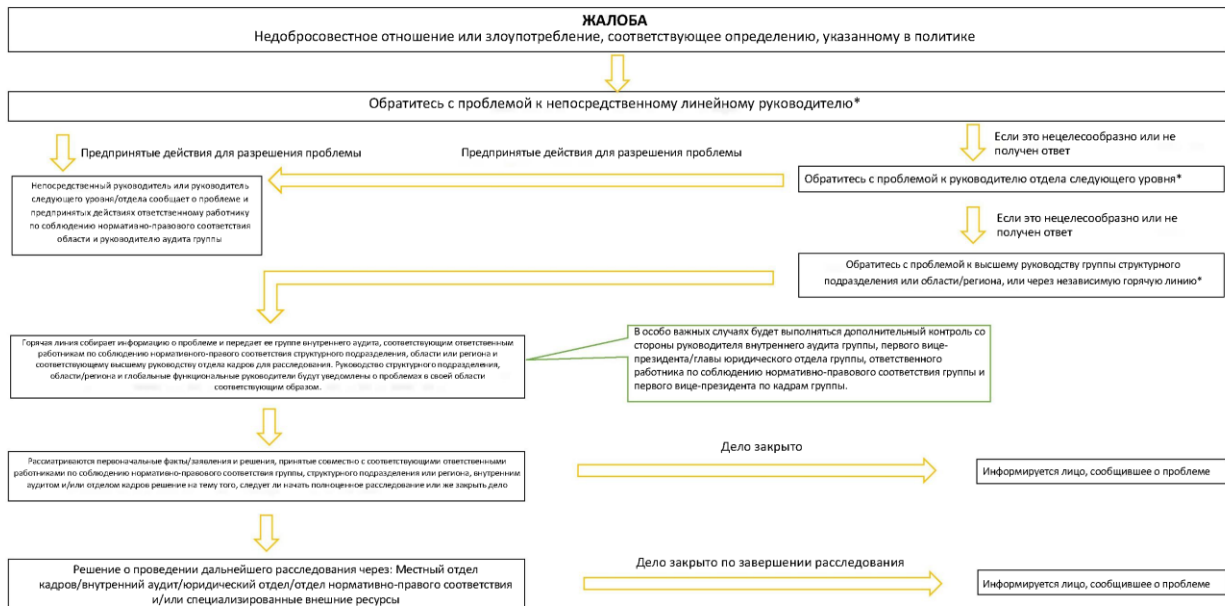 ЖАЛОБА
Недобросовестное отношение или злоупотребление, соответствующее определению, указанному в политике
Обратитесь с проблемой к непосредственному линейному руководителю*
Предпринятые действия для разрешения проблемы
Предпринятые действия для разрешения проблемы
Если это нецелесообразно или не
получен ответ
Непосредственный руководитель или руководитель
следующего уровня/отдела сообщает о проблеме и
предпринятых действиях ответственному работнику
по соблюдению нормативно-правового соответствия
области и руководителю аудита группы
Обратитесь с проблемой к руководителю отдела следующего уровня*
Если это нецелесообразно или не
получен ответ
Обратитесь с проблемой к высшему руководству группы структурного
подразделения или области/региона, или через независимую горячую линию*
Горячая линия собирает информацию о проблеме и передает ее группе внутреннего аудита, соответствующим ответственным
работникам по соблюдению нормативного-правового соответствия структурного подразделения, области или региона и
соответствующему высшему руководству отдела кадров для расследования. Руководство структурного подразделения,
области/региона и глобальные функциональные руководители будут уведомлены о проблемах в своей области
соответствующим образом.
В особо важных случаях будет выполняться дополнительный контроль со
стороны руководителя внутреннего аудита группы, первого вице-
президента/главы юридического отдела группы, ответственного
работника по соблюдению нормативно-правового соответствия группы и
первого вице-президента по кадрам группы.
Рассматриваются первоначальные факты/заявления и решения, принятые совместно с соответствующими ответственными
работниками по соблюдению нормативно-правового соответствия группы, структурного подразделения или региона, внутренним
аудитом и/или отделом кадров решение на тему того, следует ли начать полноценное расследование или же закрыть дело
Дело закрыто
Информируется лицо, сообщившее о проблеме
Решение о проведении дальнейшего расследования через: Местный отдел
кадров/внутренний аудит/юридический отдел/отдел нормативно-правового соответствия
и/или специализированные внешние ресурсы
Дело закрыто по завершении расследования
Информируется лицо, сообщившее о проблеме